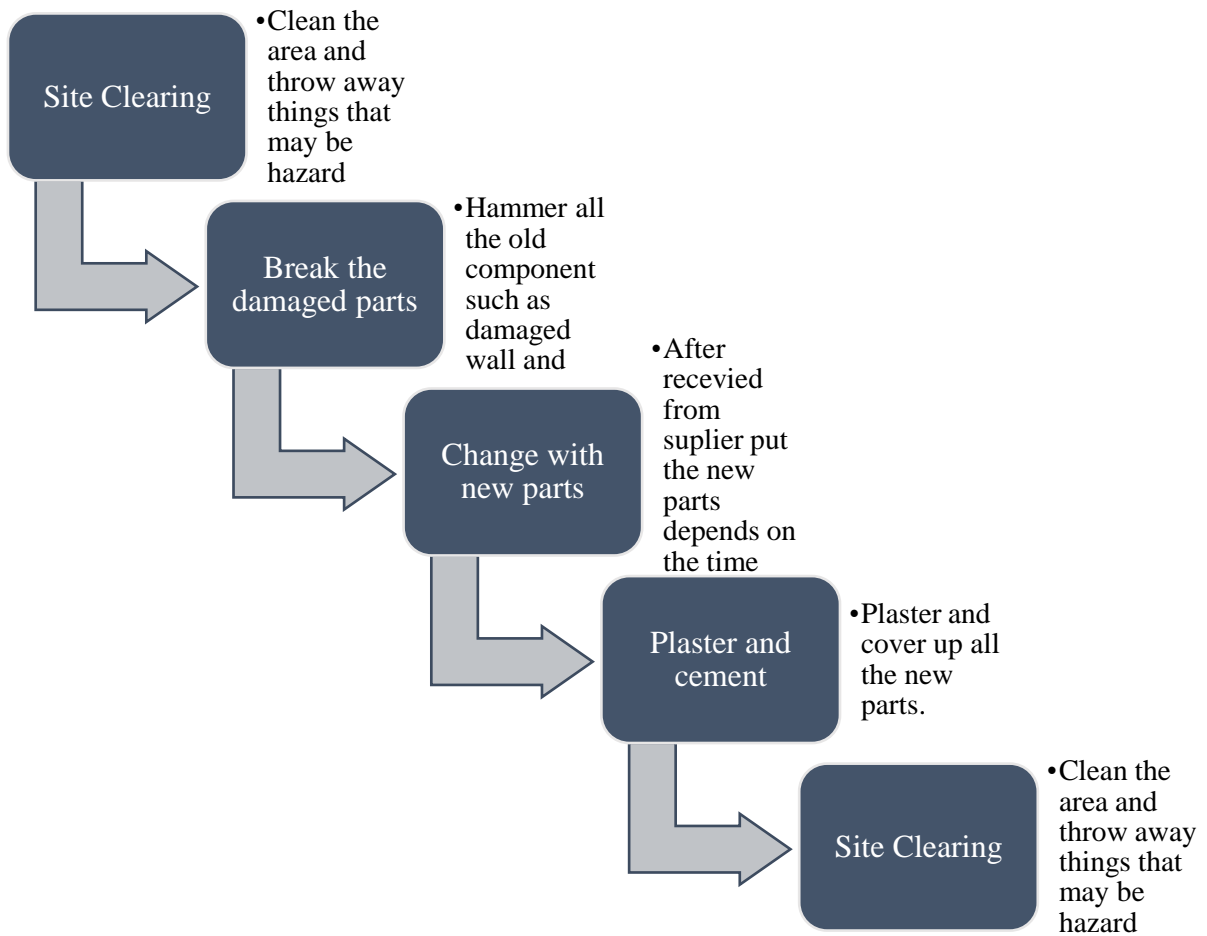 Site Clearing
•Clean the
area and
throw away
things that
may be
hazard
Break the
damaged parts
•Hammer all
the old
component
such as
damaged
wall and
Change with
new parts
•After
recevied
from
suplier put
the new
parts
depends on
the time
Plaster and
cement
•Plaster and
cover up all
the new
parts.
Site Clearing
•Clean the
area and
throw away
things that
may be
hazard